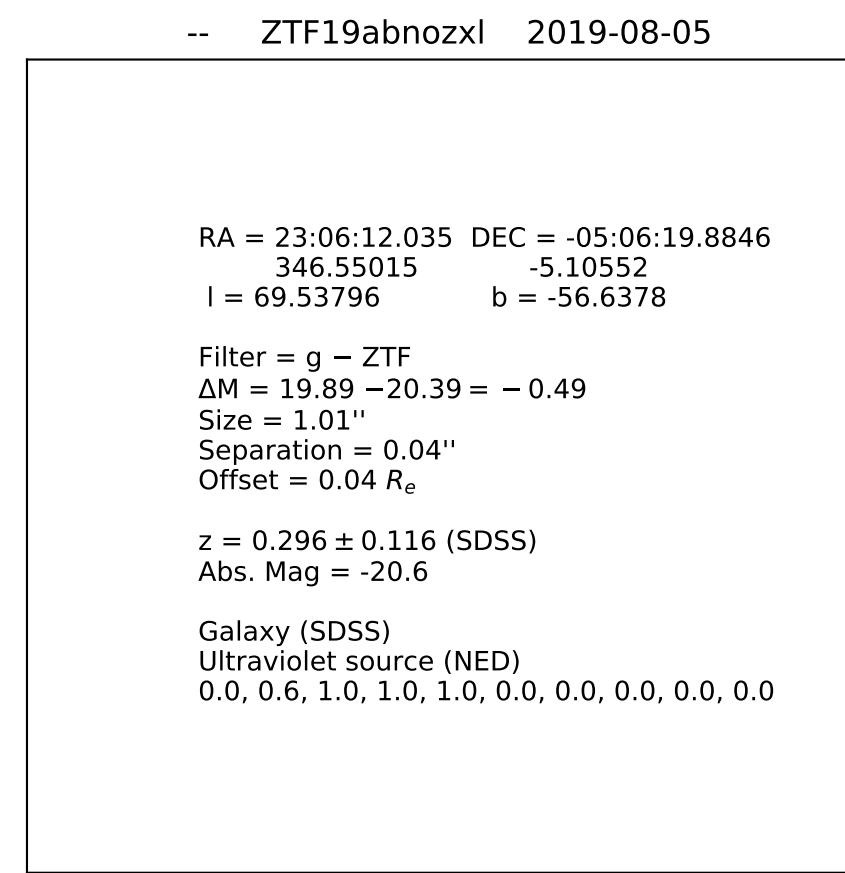 -- ZTF19abnozxl 2019-08-05
RA = 23:06:12.035 DEC = -05:06:19.8846
346.55015 -5.10552
l = 69.53796 b = -56.6378
Filter = g − ZTF
ΔM = 19.89 −20.39 = − 0.49
Size = 1.01''
Separation = 0.04''
Offset = 0.04 Rₑ
z = 0.296 ± 0.116 (SDSS)
Abs. Mag = -20.6
Galaxy (SDSS)
Ultraviolet source (NED)
0.0, 0.6, 1.0, 1.0, 1.0, 0.0, 0.0, 0.0, 0.0, 0.0